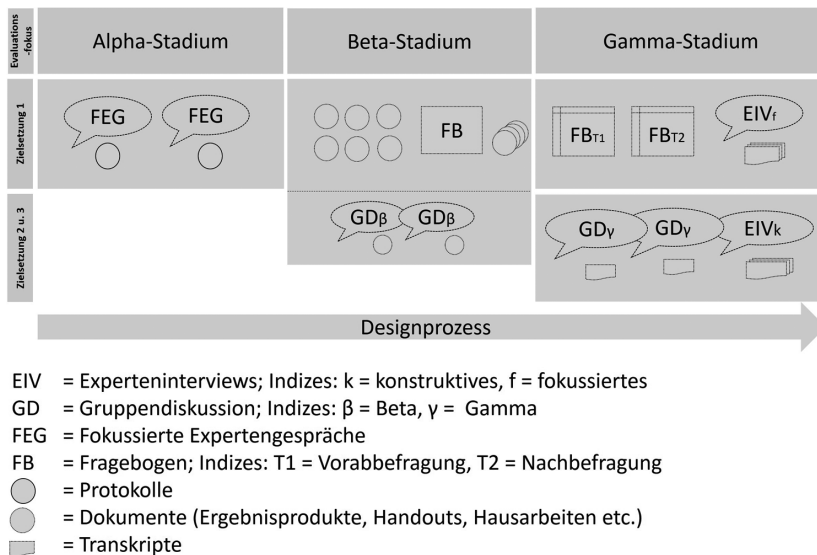 Evaluations
-fokus
Alpha-Stadium
Beta-Stadium
Gamma-Stadium
Zielsetzung 1
FEG
FEG
FB
FBT1
FBT2
EIVf
Zielsetzung 2 u. 3
GDβ
GDβ
GDγ
GDγ
EIVk
Designprozess
EIV = Experteninterviews; Indizes: k = konstruktives, f = fokussiertes
GD = Gruppendiskussion; Indizes: β = Beta, γ = Gamma
FEG = Fokussierte Expertengespräche
FB = Fragebogen; Indizes: T1 = Vorabbefragung, T2 = Nachbefragung
= Protokolle
= Dokumente (Ergebnisprodukte, Handouts, Hausarbeiten etc.)
= Transkripte